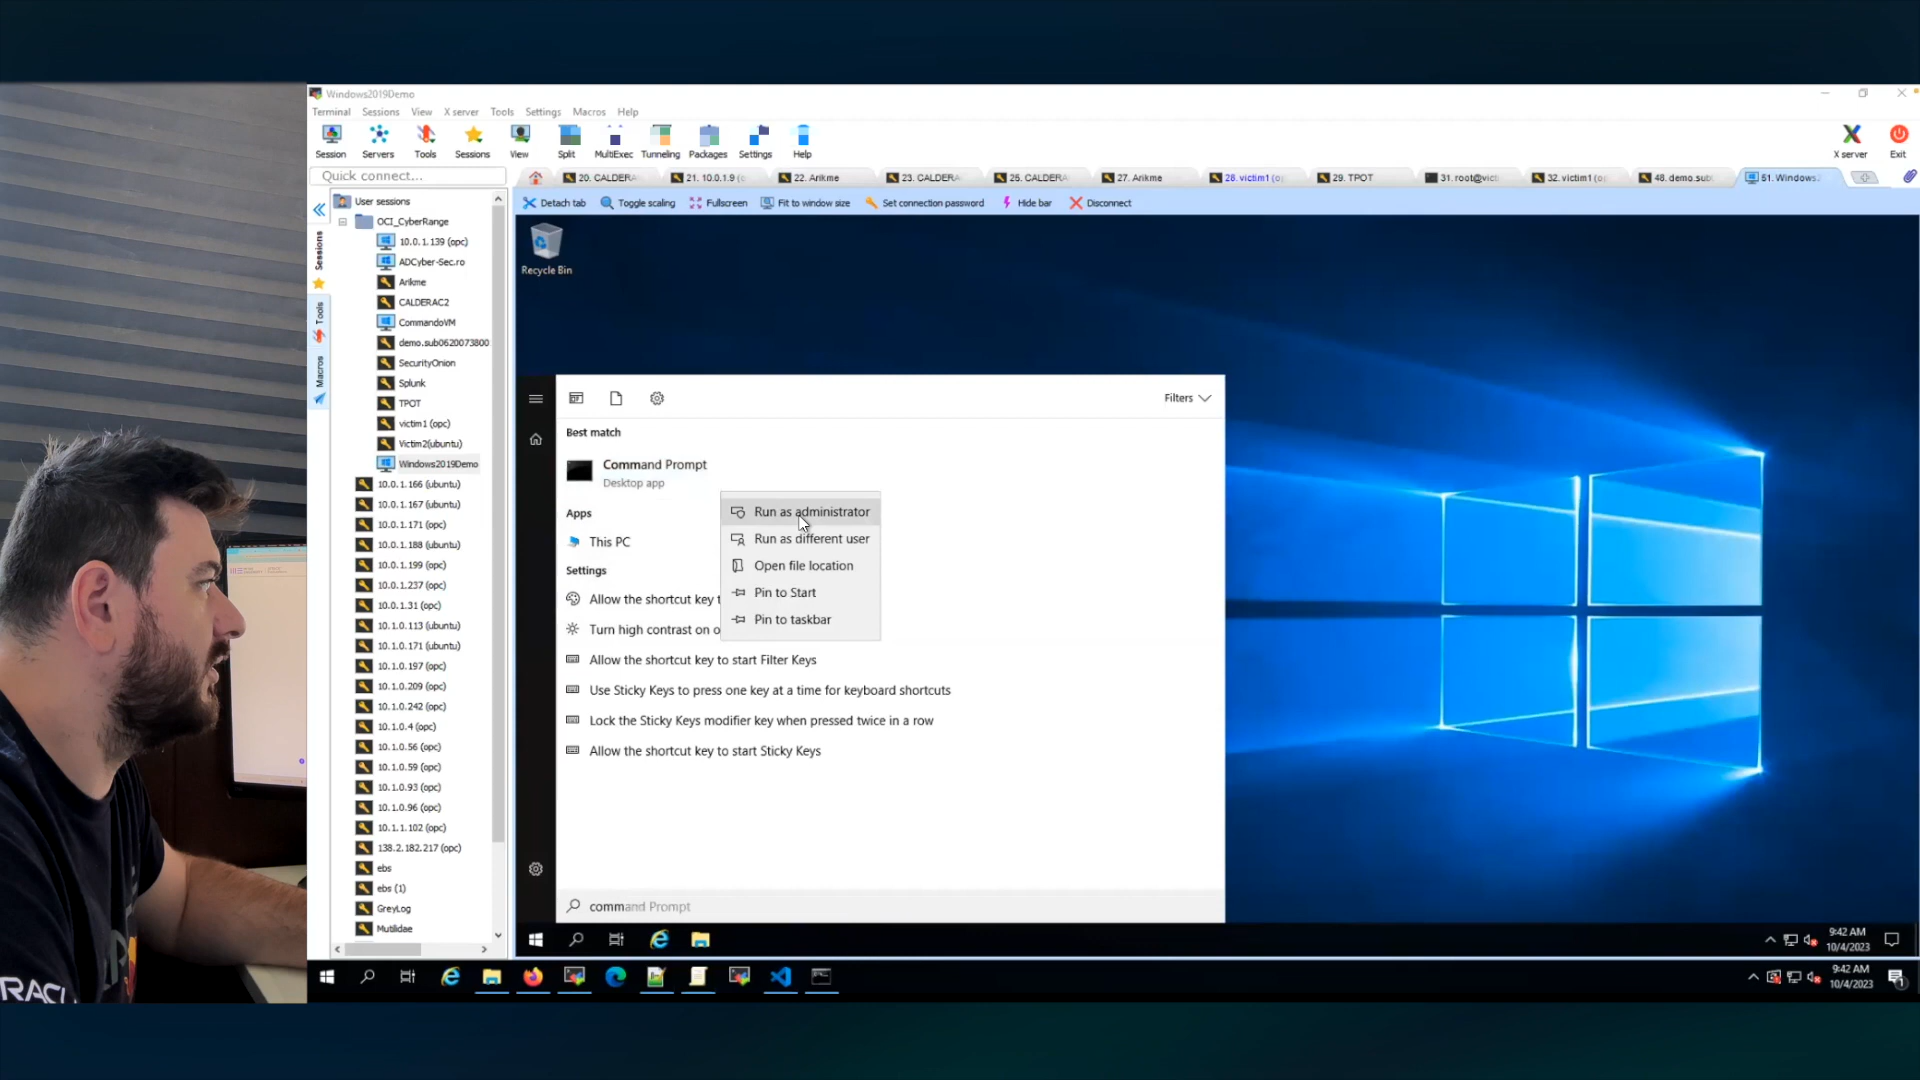 Windows2019Demo
Terminal Sessions View X server Tools Settings Macros Help
Session Servers Tools Sessions View Split MultiExec Tunneling Packages Settings Help X server Exit
Quick connect...
20. CALDERA 21. 10.0.1.9 (o 22. Arikme 23. CALDERA 25. CALDERA 27. Arikme 28. victim1 (o 29. TPOT 31. root@victi 32. victim1 (o 48. demo.sub 51. Windows
Detach tab Toggle scaling Fullscreen Fit to window size Set connection password Hide bar Disconnect
Sessions
Tools
Macros
User sessions
OCI_CyberRange
10.0.1.139 (opc)
ADCyber-Sec.ro
Arikme
CALDERAC2
CommandoVM
demo.sub0620073800
SecurityOnion
Splunk
TPOT
victim1 (opc)
Victim2(ubuntu)
Windows2019Demo
10.0.1.166 (ubuntu)
10.0.1.167 (ubuntu)
10.0.1.171 (opc)
10.0.1.188 (ubuntu)
10.0.1.199 (opc)
10.0.1.237 (opc)
10.0.1.31 (opc)
10.1.0.113 (ubuntu)
10.1.0.171 (ubuntu)
10.1.0.197 (opc)
10.1.0.209 (opc)
10.1.0.242 (opc)
10.1.0.4 (opc)
10.1.0.56 (opc)
10.1.0.59 (opc)
10.1.0.93 (opc)
10.1.0.96 (opc)
10.1.1.102 (opc)
138.2.182.217 (opc)
ebs
ebs (1)
GreyLog
Mutilidae
Recycle Bin
Filters
Best match
Command Prompt
Desktop app
Apps
This PC
Settings
Allow the shortcut key t
Turn high contrast on o
Allow the shortcut key to start Filter Keys
Use Sticky Keys to press one key at a time for keyboard shortcuts
Lock the Sticky Keys modifier key when pressed twice in a row
Allow the shortcut key to start Sticky Keys
Run as administrator
Run as different user
Open file location
Pin to Start
Pin to taskbar
command Prompt
9:42 AM
10/4/2023
9:42 AM
10/4/2023
1
RACL